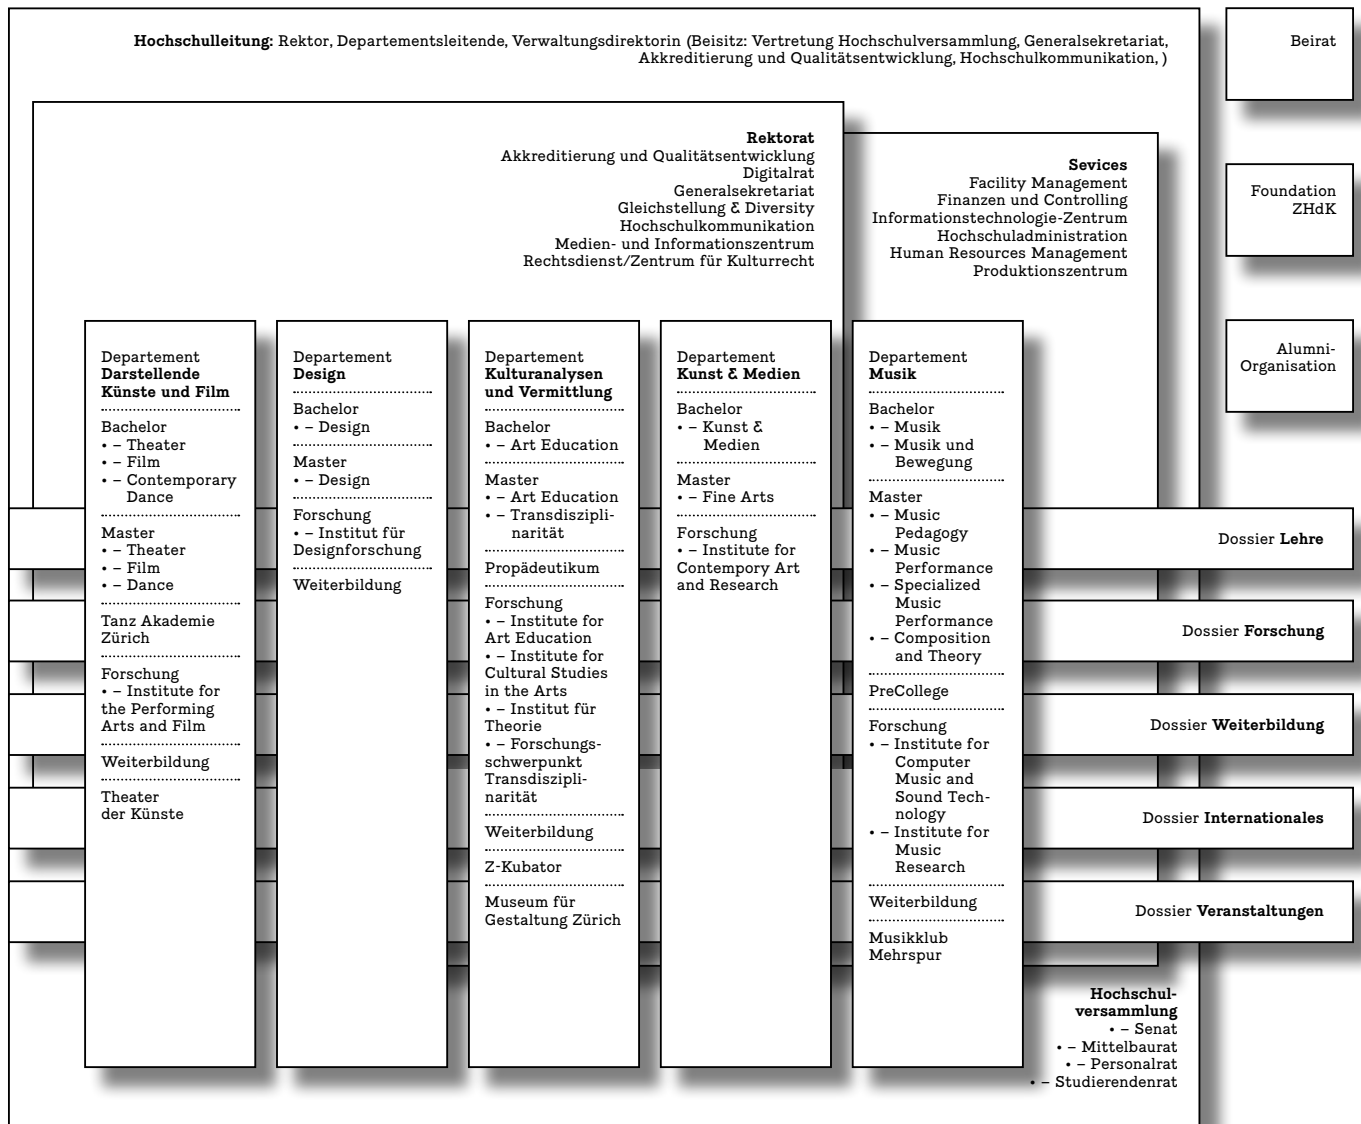 Hochschulleitung: Rektor, Departementsleitende, Verwaltungsdirektorin (Beisitz: Vertretung Hochschulversammlung, Generalsekretariat,
Akkreditierung und Qualitätsentwicklung, Hochschulkommunikation, )
Beirat
Foundation
ZHdK
Alumni-
Organisation
Rektorat
Akkreditierung und Qualitätsentwicklung
Digitalrat
Generalsekretariat
Gleichstellung & Diversity
Hochschulkommunikation
Medien- und Informationszentrum
Rechtsdienst/Zentrum für Kulturrecht
Sevices
Facility Management
Finanzen und Controlling
Informationstechnologie-Zentrum
Hochschuladministration
Human Resources Management
Produktionszentrum
Departement
Darstellende
Künste und Film
Bachelor
• – Theater
• – Film
• – Contemporary
Dance
Master
• – Theater
• – Film
• – Dance
Tanz Akademie
Zürich
Forschung
• – Institute for
the Performing
Arts and Film
Weiterbildung
Theater
der Künste
Departement
Design
Bachelor
• – Design
Master
• – Design
Forschung
• – Institut für
Designforschung
Weiterbildung
Departement
Kulturanalysen
und Vermittlung
Bachelor
• – Art Education
Master
• – Art Education
• – Transdiszipli-
narität
Propädeutikum
Forschung
• – Institute for
Art Education
• – Institute for
Cultural Studies
in the Arts
• – Institut für
Theorie
• – Forschungs-
schwerpunkt
Transdiszipli-
narität
Weiterbildung
Z-Kubator
Museum für
Gestaltung Zürich
Departement
Kunst & Medien
Bachelor
• – Kunst &
Medien
Master
• – Fine Arts
Forschung
• – Institute for
Contempory Art
and Research
Departement
Musik
Bachelor
• – Musik
• – Musik und
Bewegung
Master
• – Music
Pedagogy
• – Music
Performance
• – Specialized
Music
Performance
• – Composition
and Theory
PreCollege
Forschung
• – Institute for
Computer
Music and
Sound Tech-
nology
• – Institute for
Music
Research
Weiterbildung
Musikklub
Mehrspur
Dossier Lehre
Dossier Forschung
Dossier Weiterbildung
Dossier Internationales
Dossier Veranstaltungen
Hochschul-
versammlung
• – Senat
• – Mittelbaurat
• – Personalrat
• – Studierendenrat